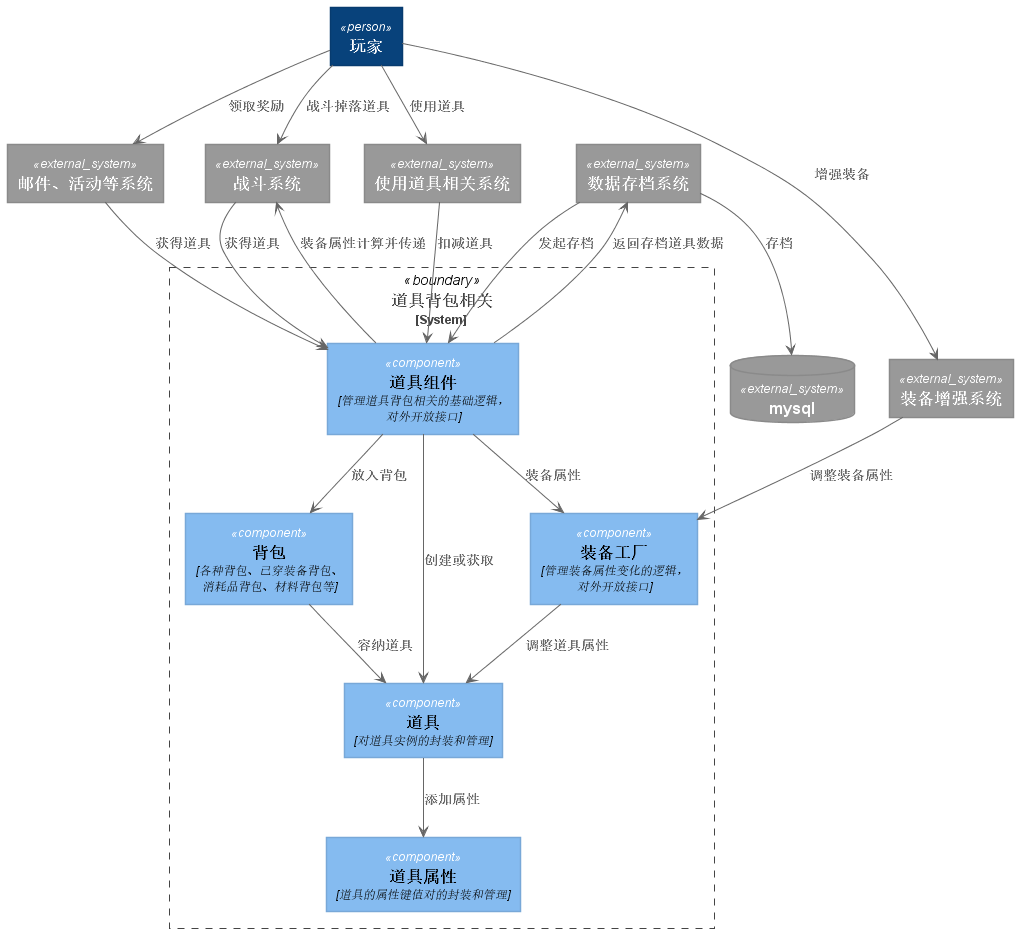 «person»
玩家
领取奖励
战斗掉落道具
使用道具
增强装备
«external_system»
邮件、活动等系统
«external_system»
战斗系统
«external_system»
使用道具相关系统
«external_system»
数据存档系统
获得道具
获得道具
装备属性计算并传递
扣减道具
发起存档
返回存档道具数据
存档
«boundary»
道具背包相关
[System]
«component»
道具组件
[管理道具背包相关的基础逻辑，
对外开放接口]
«external_system»
mysql
«external_system»
装备增强系统
放入背包
装备属性
调整装备属性
«component»
背包
[各种背包、已穿装备背包、
消耗品背包、材料背包等]
创建或获取
«component»
装备工厂
[管理装备属性变化的逻辑，
对外开放接口]
容纳道具
调整道具属性
«component»
道具
[对道具实例的封装和管理]
添加属性
«component»
道具属性
[道具的属性键值对的封装和管理]